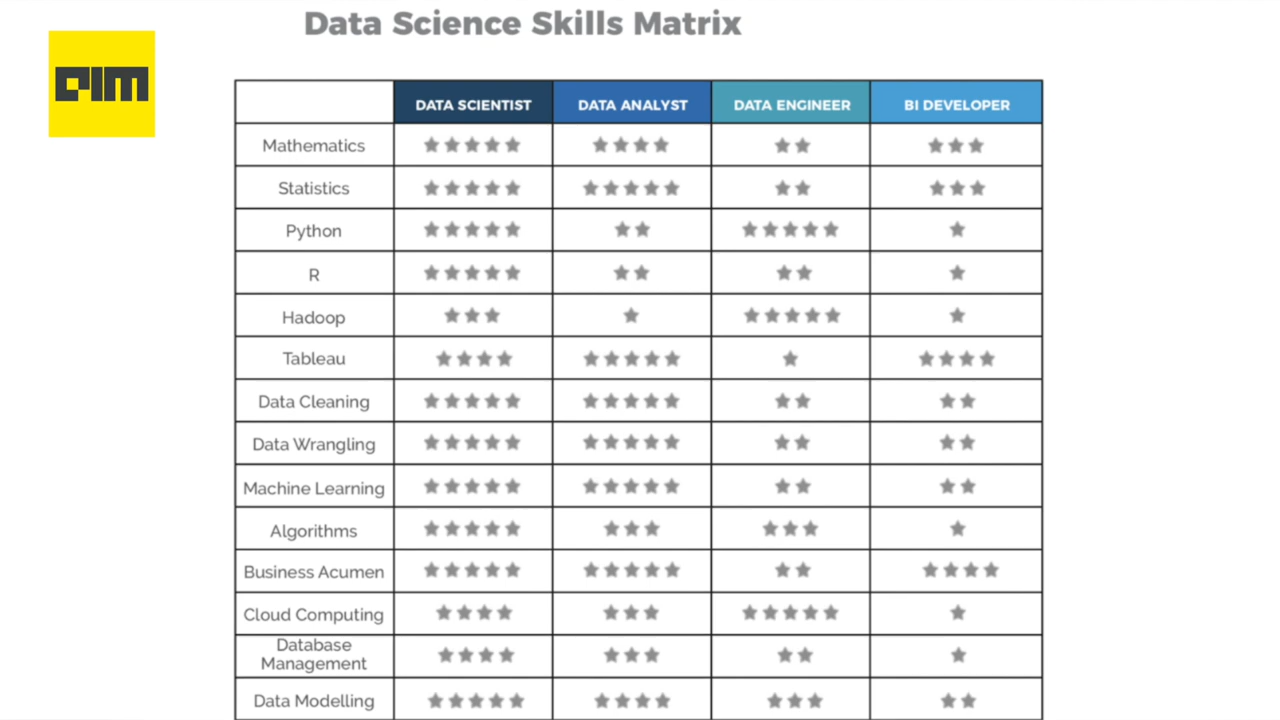 Data Science Skills Matrix
AIM
DATA SCIENTIST DATA ANALYST DATA ENGINEER BI DEVELOPER
Mathematics ★★★★★ ★★★★ ★★ ★★★
Statistics ★★★★★ ★★★★★ ★★ ★★★
Python ★★★★★ ★★ ★★★★★ ★
R ★★★★★ ★★ ★★ ★
Hadoop ★★★ ★ ★★★★★ ★
Tableau ★★★★ ★★★★★ ★ ★★★★
Data Cleaning ★★★★★ ★★★★★ ★★ ★★
Data Wrangling ★★★★★ ★★★★★ ★★ ★★
Machine Learning ★★★★★ ★★★★★ ★★ ★★
Algorithms ★★★★★ ★★★ ★★★ ★
Business Acumen ★★★★★ ★★★★★ ★★ ★★★★
Cloud Computing ★★★★ ★★★ ★★★★★ ★
Database
Management ★★★★ ★★★ ★★ ★
Data Modelling ★★★★★ ★★★★ ★★★ ★★